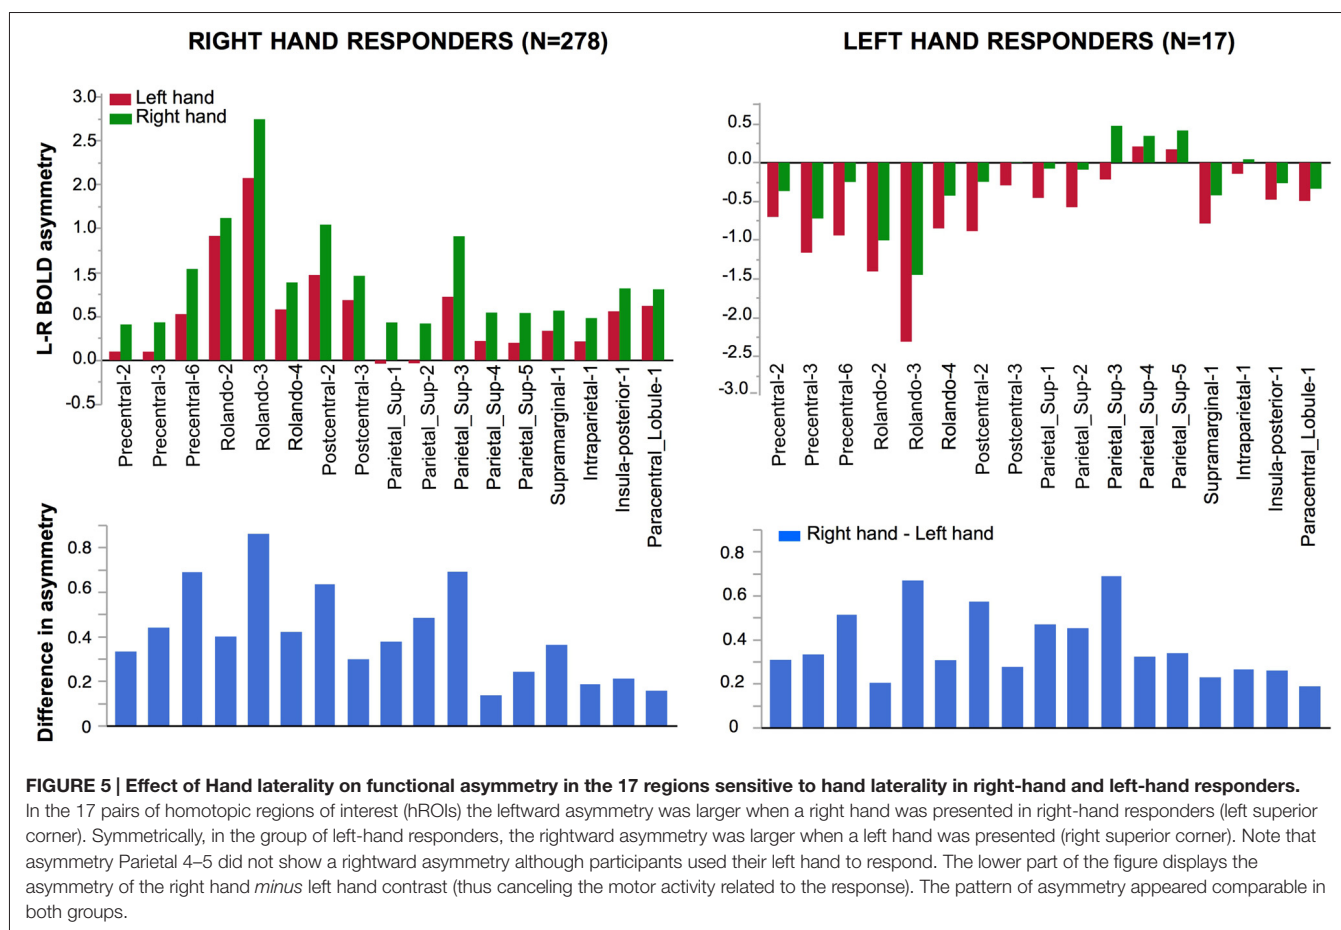 RIGHT HAND RESPONDERS (N=278)
LEFT HAND RESPONDERS (N=17)
L-R BOLD asymmetry
3.0
2.5
2.0
1.0
1.5
0.5
0.0
-0.5
Left hand
Right hand
Precentral-2
Precentral-3
Precentral-6
Rolando-2
Rolando-3
Rolando-4
Postcentral-2
Postcentral-3
Parietal_Sup-1
Parietal_Sup-2
Parietal_Sup-3
Parietal_Sup-4
Parietal_Sup-5
Supramarginal-1
Intraparietal-1
Insula-posterior-1
Paracentral_Lobule-1
0.5
0.0
-0.5
-1.0
-1.5
-2.0
-2.5
-3.0
Precentral-2
Precentral-3
Precentral-6
Rolando-2
Rolando-3
Rolando-4
Postcentral-2
Postcentral-3
Parietal_Sup-1
Parietal_Sup-2
Parietal_Sup-3
Parietal_Sup-4
Parietal_Sup-5
Supramarginal-1
Intraparietal-1
Insula-posterior-1
Paracentral_Lobule-1
Difference in asymmetry
0.8
0.6
0.4
0.2
0
Right hand - Left hand
0.8
0.6
0.4
0.2
0
FIGURE 5 | Effect of Hand laterality on functional asymmetry in the 17 regions sensitive to hand laterality in right-hand and left-hand responders.
In the 17 pairs of homotopic regions of interest (hROIs) the leftward asymmetry was larger when a right hand was presented in right-hand responders (left superior
corner). Symmetrically, in the group of left-hand responders, the rightward asymmetry was larger when a left hand was presented (right superior corner). Note that
asymmetry Parietal 4–5 did not show a rightward asymmetry although participants used their left hand to respond. The lower part of the figure displays the
asymmetry of the right hand minus left hand contrast (thus canceling the motor activity related to the response). The pattern of asymmetry appeared comparable in
both groups.